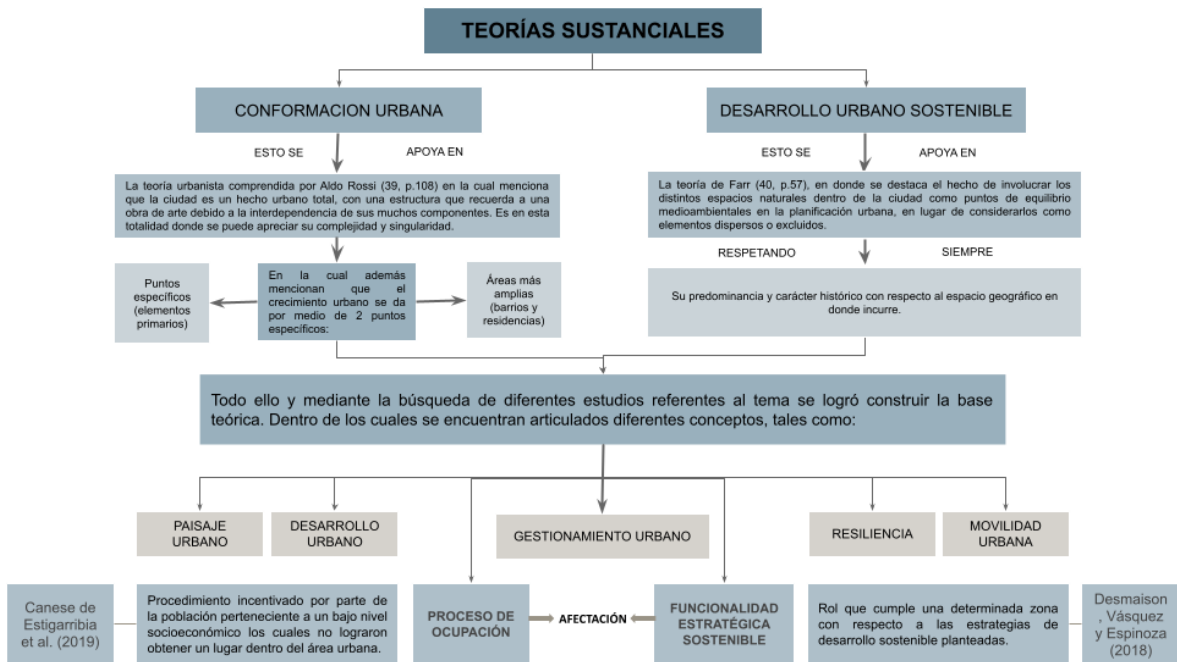 TEORÍAS SUSTANCIALES
CONFORMACION URBANA
DESARROLLO URBANO SOSTENIBLE
ESTO SE
APOYA EN
ESTO SE
APOYA EN
La teoría urbanista comprendida por Aldo Rossi (39, p.108) en la cual menciona
que la ciudad es un hecho urbano total, con una estructura que recuerda a una
obra de arte debido a la interdependencia de sus muchos componentes. Es en esta
totalidad donde se puede apreciar su complejidad y singularidad.
La teoría de Farr (40, p.57), en donde se destaca el hecho de involucrar los
distintos espacios naturales dentro de la ciudad como puntos de equilibrio
medioambientales en la planificación urbana, en lugar de considerarlos como
elementos dispersos o excluidos.
RESPETANDO
SIEMPRE
Puntos
específicos
(elementos
primarios)
En la cual además
mencionan que el
crecimiento urbano se da
por medio de 2 puntos
específicos:
Áreas más
amplias
(barrios y
residencias)
Su predominancia y carácter histórico con respecto al espacio geográfico en
donde incurre.
Todo ello y mediante la búsqueda de diferentes estudios referentes al tema se logró construir la base
teórica. Dentro de los cuales se encuentran articulados diferentes conceptos, tales como:
PAISAJE
URBANO
DESARROLLO
URBANO
GESTIONAMIENTO URBANO
RESILIENCIA
MOVILIDAD
URBANA
Canese de
Estigarribia
et al. (2019)
Procedimiento incentivado por parte de
la población perteneciente a un bajo nivel
socioeconómico los cuales no lograron
obtener un lugar dentro del área urbana.
PROCESO DE
OCUPACIÓN
AFECTACIÓN
FUNCIONALIDAD
ESTRATÉGICA
SOSTENIBLE
Rol que cumple una determinada zona
con respecto a las estrategias de
desarrollo sostenible planteadas.
Desmaison
, Vásquez
y Espinoza
(2018)